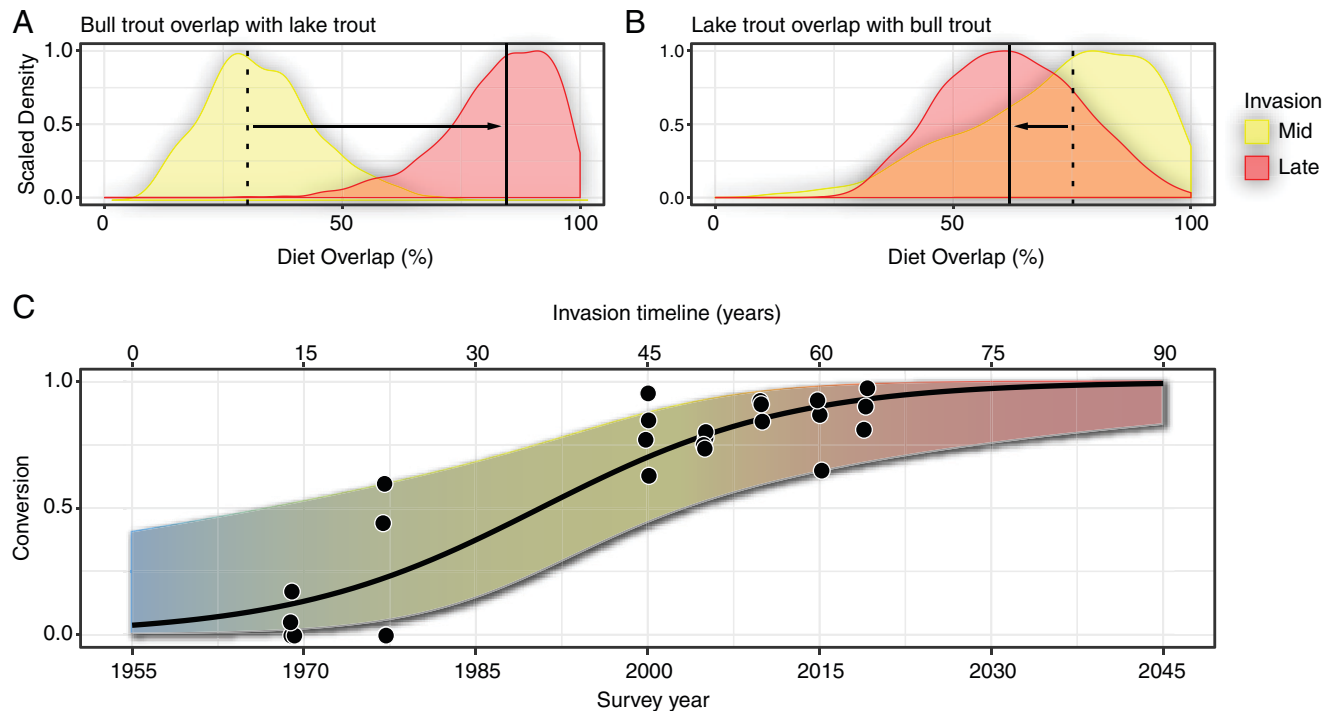 A
Bull trout overlap with lake trout
Scaled Density
1.0
0.5
0.0
0 50 100
Diet Overlap (%)
B
Lake trout overlap with bull trout
1.0
0.5
0.0
0 50 100
Diet Overlap (%)
Invasion
Mid
Late
C
Invasion timeline (years)
0 15 30 45 60 75 90
Conversion
1.0
0.5
0.0
1955 1970 1985 2000 2015 2030 2045
Survey year